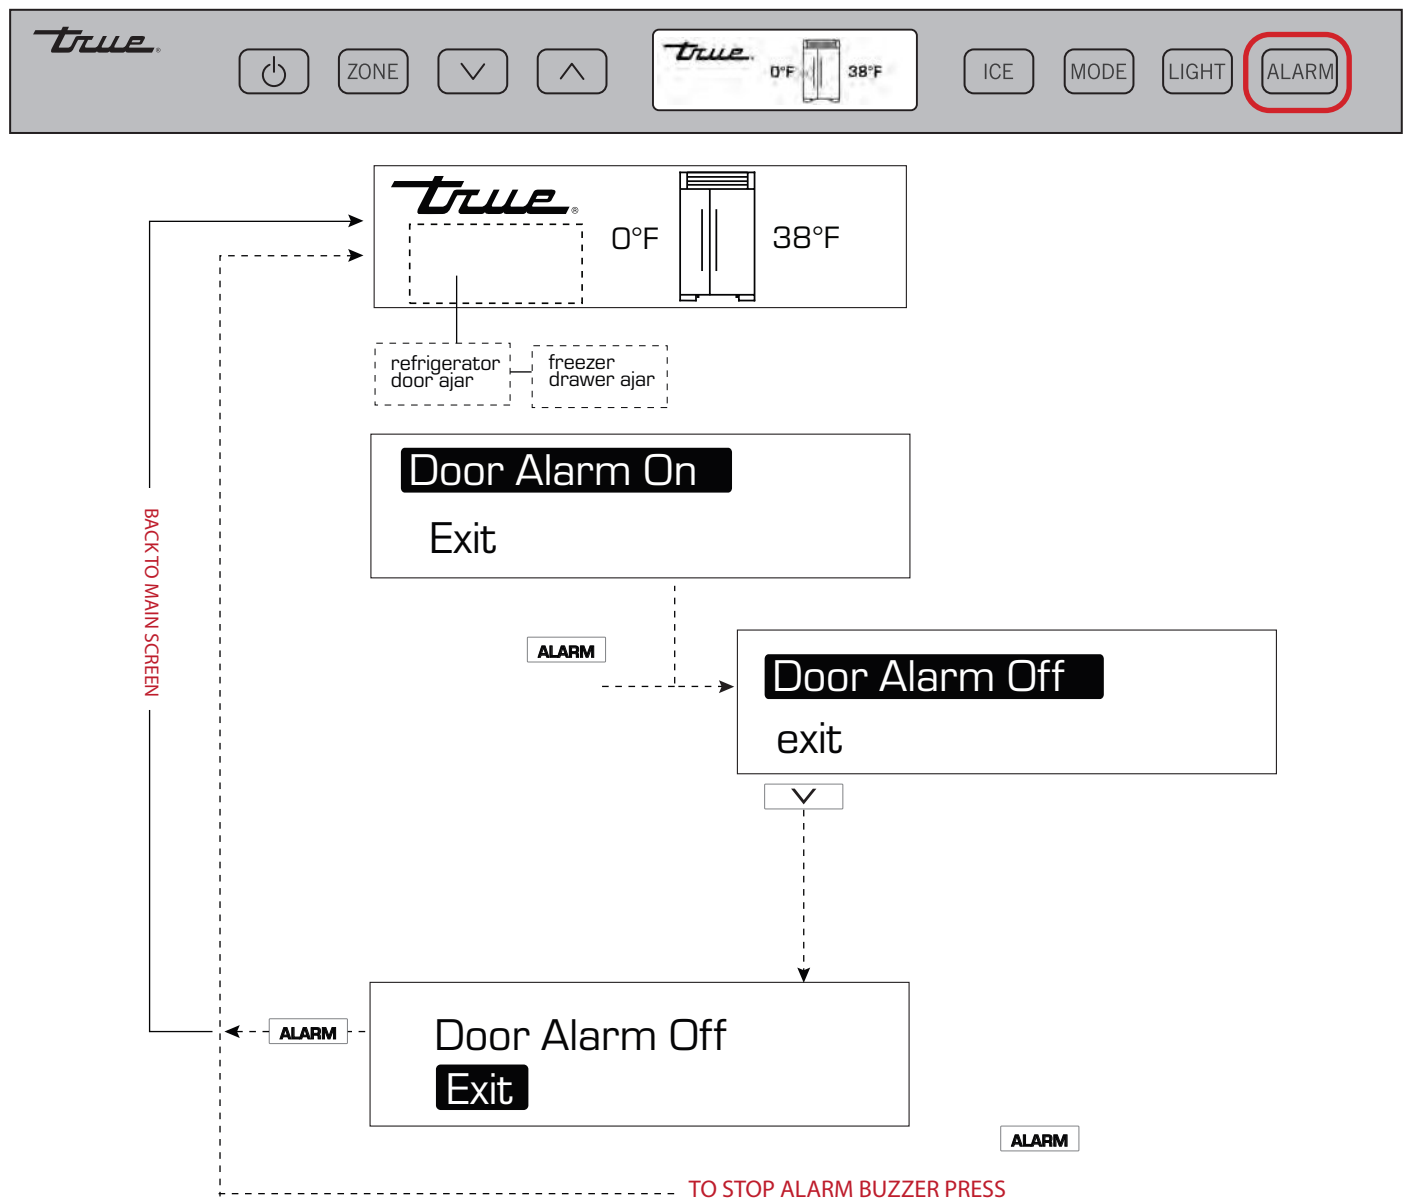 true®
ZONE
true
0°F
38°F
ICE
MODE
LIGHT
ALARM
true®
0°F
38°F
refrigerator
door ajar
freezer
drawer ajar
Door Alarm On
Exit
BACK TO MAIN SCREEN
ALARM
Door Alarm Off
exit
ALARM
Door Alarm Off
Exit
ALARM
TO STOP ALARM BUZZER PRESS